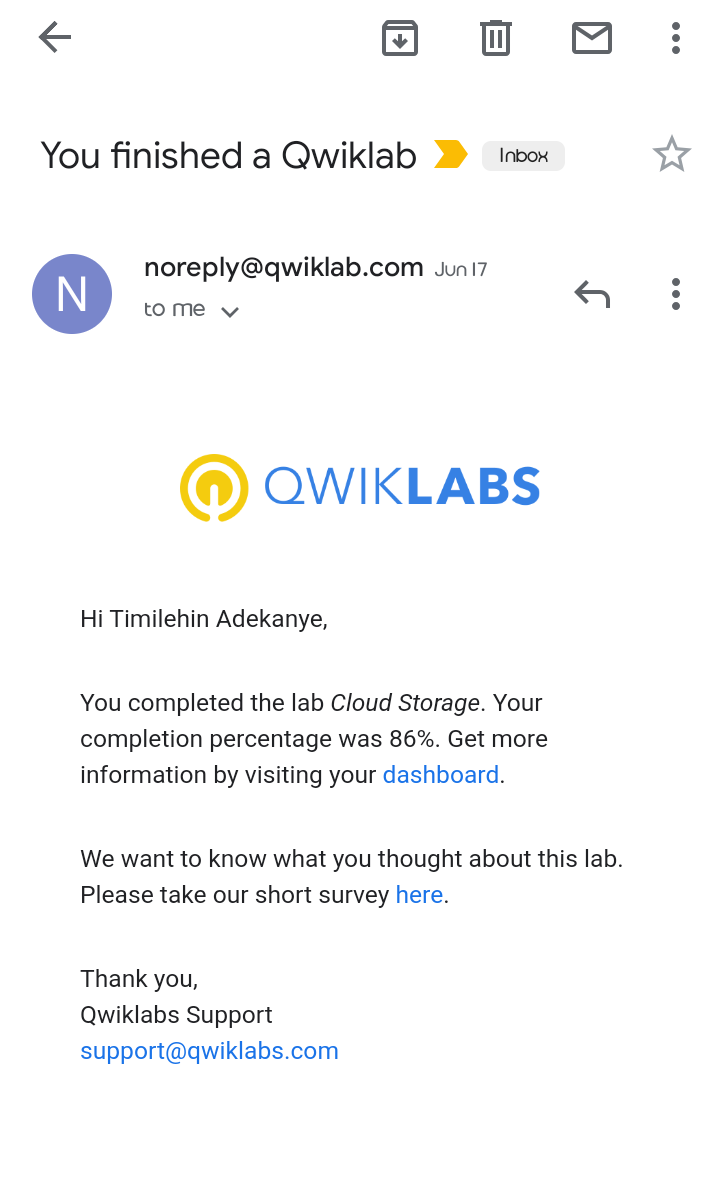 You finished a Qwiklab Inbox
N
noreply@qwiklab.com Jun 17
to me
QWIKLABS
Hi Timilehin Adekanye,
You completed the lab Cloud Storage. Your
completion percentage was 86%. Get more
information by visiting your dashboard.
We want to know what you thought about this lab.
Please take our short survey here.
Thank you,
Qwiklabs Support
support@qwiklabs.com